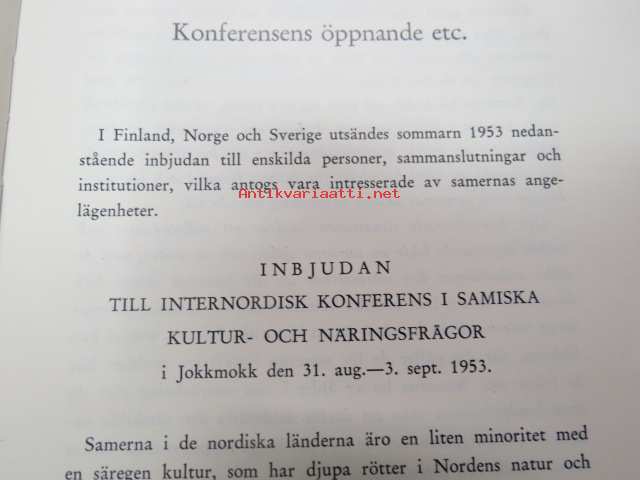 Konferensens öppnande etc.
I Finland, Norge och Sverige utsändes sommarn 1953 nedan-
stående inbjudan till enskilda personer, sammanslutningar och
institutioner, vilka antogs vara intresserade av samernas ange-
Antikvariaatti.net
lägenheter.
INBJUDAN
TILL INTERNORDISK KONFERENS I SAMISKA
KULTUR- OCH NÄRINGSFRÅGOR
i Jokkmokk den 31. aug.—3. sept. 1953.
Samerna i de nordiska länderna äro en liten minoritet med
en säregen kultur, som har djupa rötter i Nordens natur och